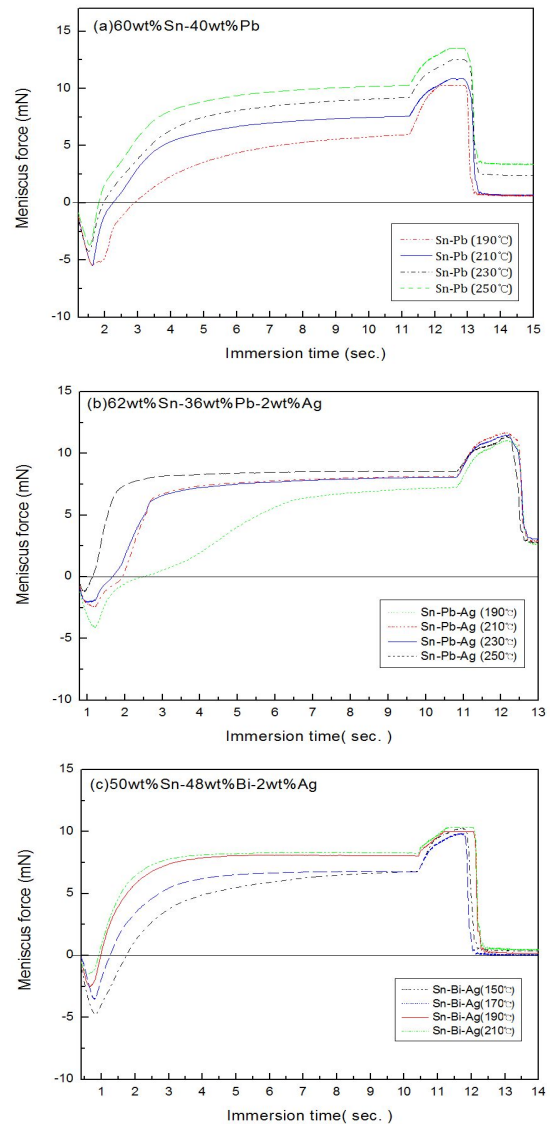 (a)60wt%Sn-40wt%Pb
15
10
5
0
-5
-10
Meniscus force (mN)
Sn-Pb (190℃)
Sn-Pb (210℃)
Sn-Pb (230℃)
Sn-Pb (250℃)
2 3 4 5 6 7 8 9 10 11 12 13 14 15
Immersion time (sec.)
(b)62wt%Sn-36wt%Pb-2wt%Ag
15
10
5
0
-5
-10
Meniscus force (mN)
Sn-Pb-Ag (190℃)
Sn-Pb-Ag (210℃)
Sn-Pb-Ag (230℃)
Sn-Pb-Ag (250℃)
1 2 3 4 5 6 7 8 9 10 11 12 13
Immersion time( sec. )
(c)50wt%Sn-48wt%Bi-2wt%Ag
15
10
5
0
-5
-10
Meniscus force (mN)
Sn-Bi-Ag(150℃)
Sn-Bi-Ag(170℃)
Sn-Bi-Ag(190℃)
Sn-Bi-Ag(210℃)
1 2 3 4 5 6 7 8 9 10 11 12 13 14
Immersion time( sec. )